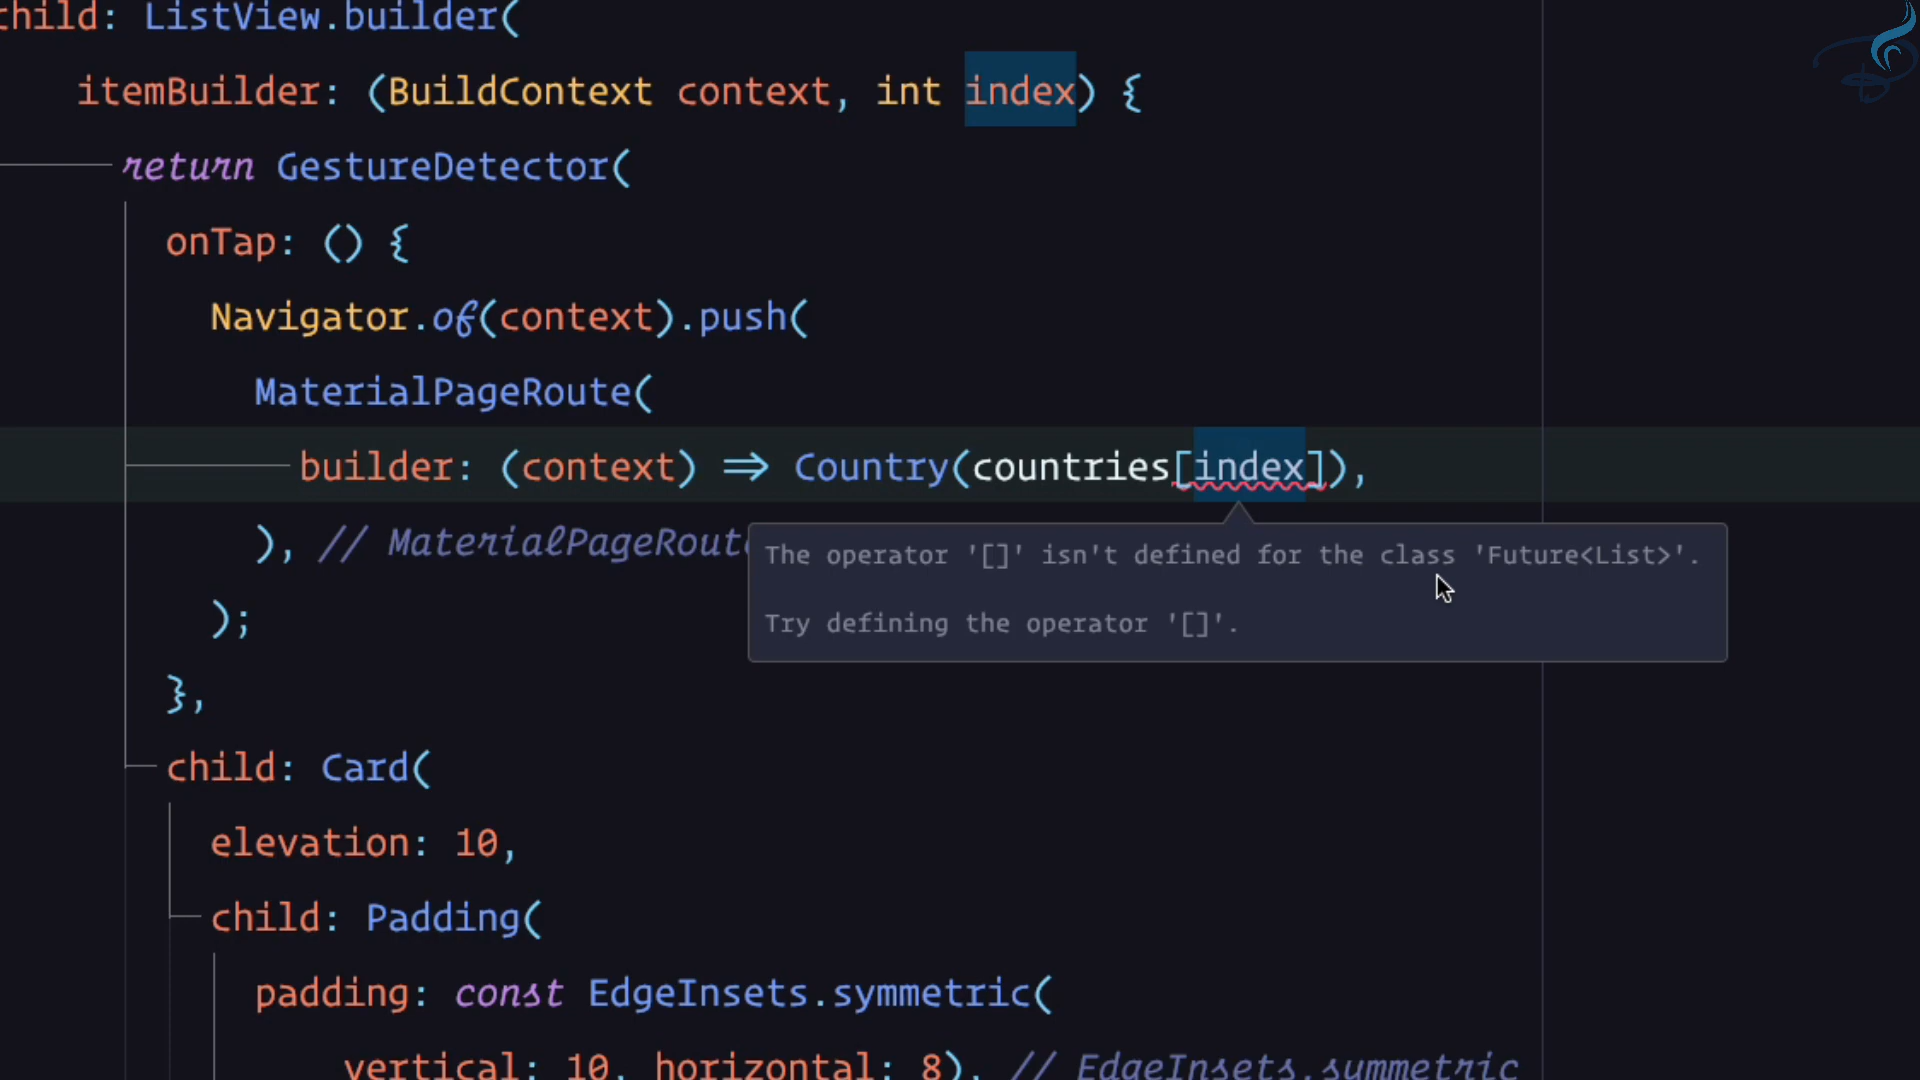 child: ListView.builder(
itemBuilder: (BuildContext context, int index) {
return GestureDetector(
onTap: () {
Navigator.of(context).push(
MaterialPageRoute(
builder: (context) => Country(countries[index]),
), // MaterialPageRoute
The operator '[]' isn't defined for the class 'Future<List>'.
Try defining the operator '[]'.
);
},
child: Card(
elevation: 10,
child: Padding(
padding: const EdgeInsets.symmetric(
vertical: 10, horizontal: 8), // EdgeInsets.symmetric